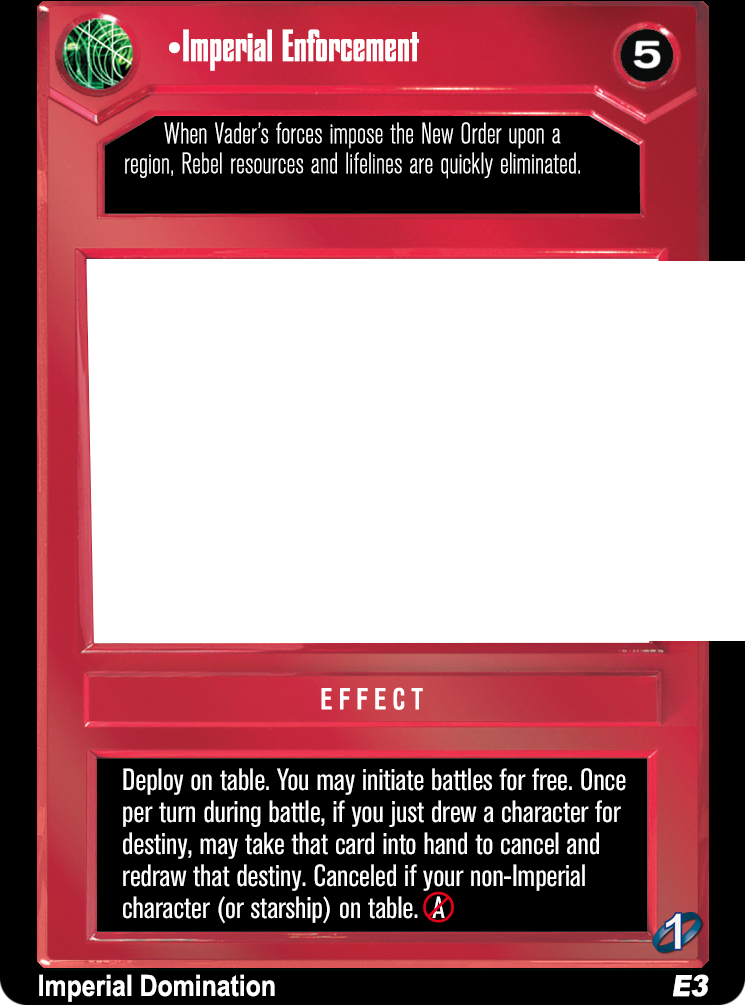 •Imperial Enforcement
5
When Vader's forces impose the New Order upon a
region, Rebel resources and lifelines are quickly eliminated.
EFFECT
Deploy on table. You may initiate battles for free. Once
per turn during battle, if you just drew a character for
destiny, may take that card into hand to cancel and
redraw that destiny. Canceled if your non-Imperial
character (or starship) on table. A
1
Imperial Domination
E3